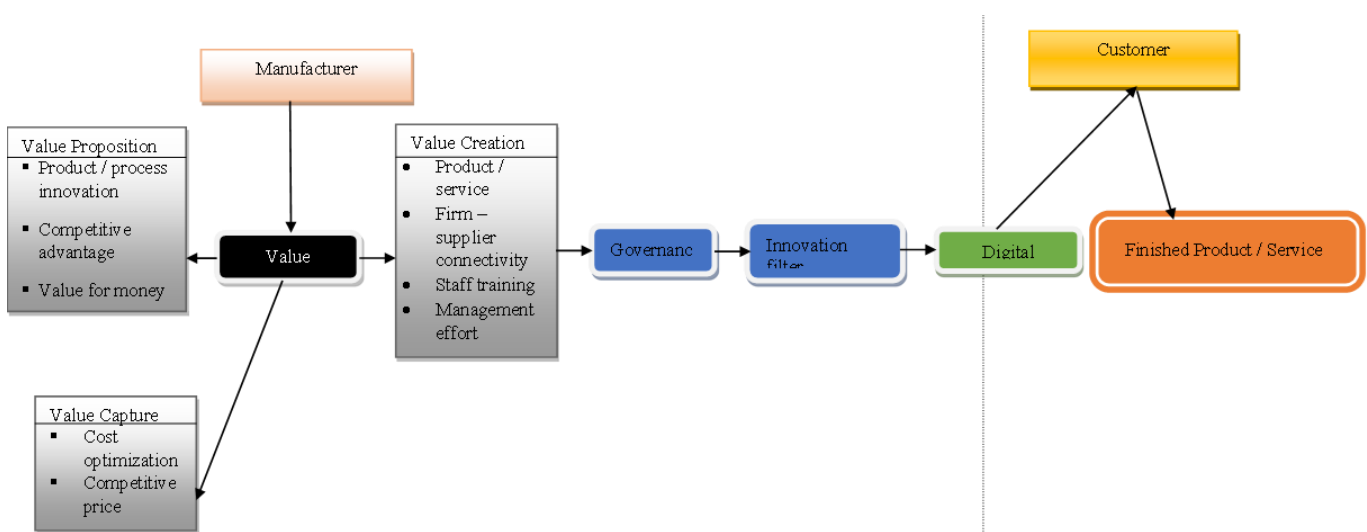 Manufacturer
Customer
Value Proposition
▪ Product / process
innovation
▪ Competitive
advantage
▪ Value for money
Value
Value Creation
● Product /
service
● Firm –
supplier
connectivity
● Staff training
● Management
effort
Governanc
Innovation
filter
Digital
Finished Product / Service
Value Capture
▪ Cost
optimization
▪ Competitive
price